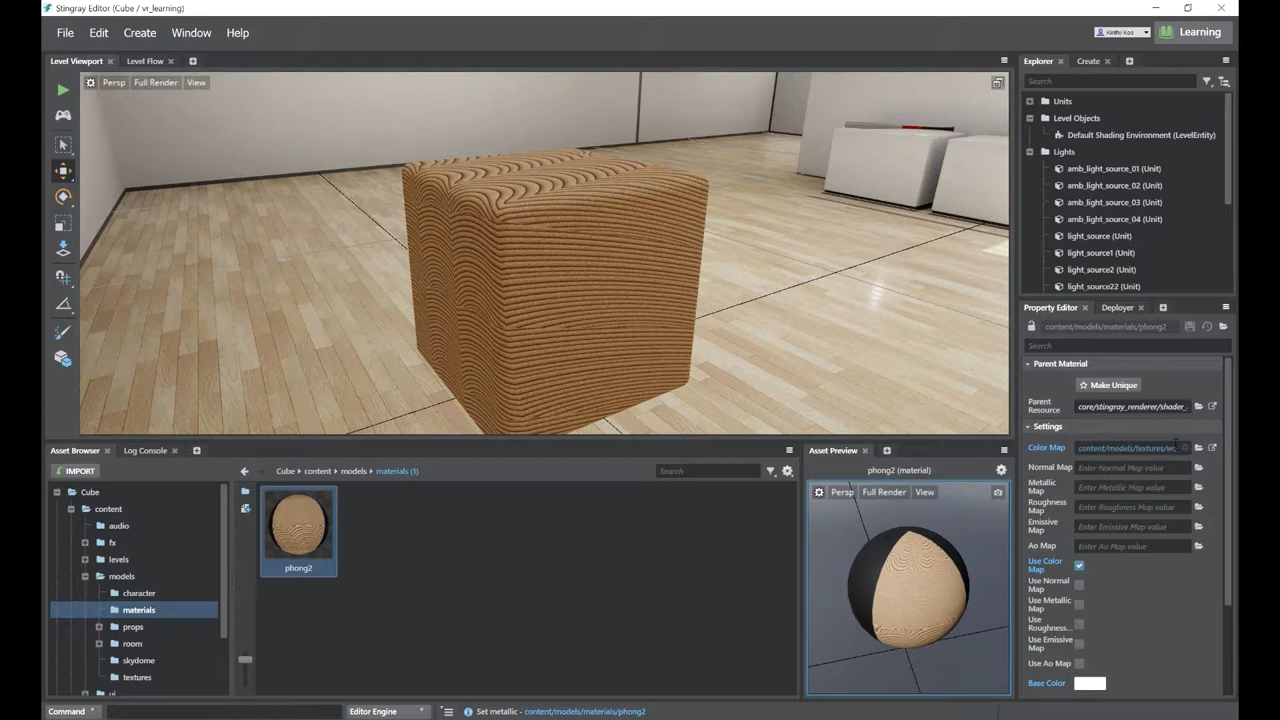 Stingray Editor (Cube / vr_learning)
File Edit Create Window Help
Kinthy Koo Learning
Level Viewport Level Flow
Persp Full Render View
Explorer Create
Search
Units
Level Objects
Default Shading Environment (LevelEntity)
Lights
amb_light_source_01 (Unit)
amb_light_source_02 (Unit)
amb_light_source_03 (Unit)
amb_light_source_04 (Unit)
light_source (Unit)
light_source1 (Unit)
light_source2 (Unit)
light_source22 (Unit)
Property Editor Deployer
content/models/materials/phong2
Search
Parent Material
Make Unique
Parent Resource core/stingray_renderer/shader_
Settings
Color Map content/models/textures/wo
Normal Map Enter Normal Map value
Metallic Map Enter Metallic Map value
Roughness Map Enter Roughness Map value
Emissive Map Enter Emissive Map value
Ao Map Enter Ao Map value
Use Color Map
Use Normal Map
Use Metallic Map
Use Roughness...
Use Emissive Map
Use Ao Map
Base Color
Asset Browser Log Console
IMPORT
Cube content models materials (1)
Search
Cube
content
audio
fx
levels
models
character
materials
props
room
skydome
textures
ui
phong2
Asset Preview
phong2 (material)
Persp Full Render View
Command Editor Engine Set metallic - content/models/materials/phong2